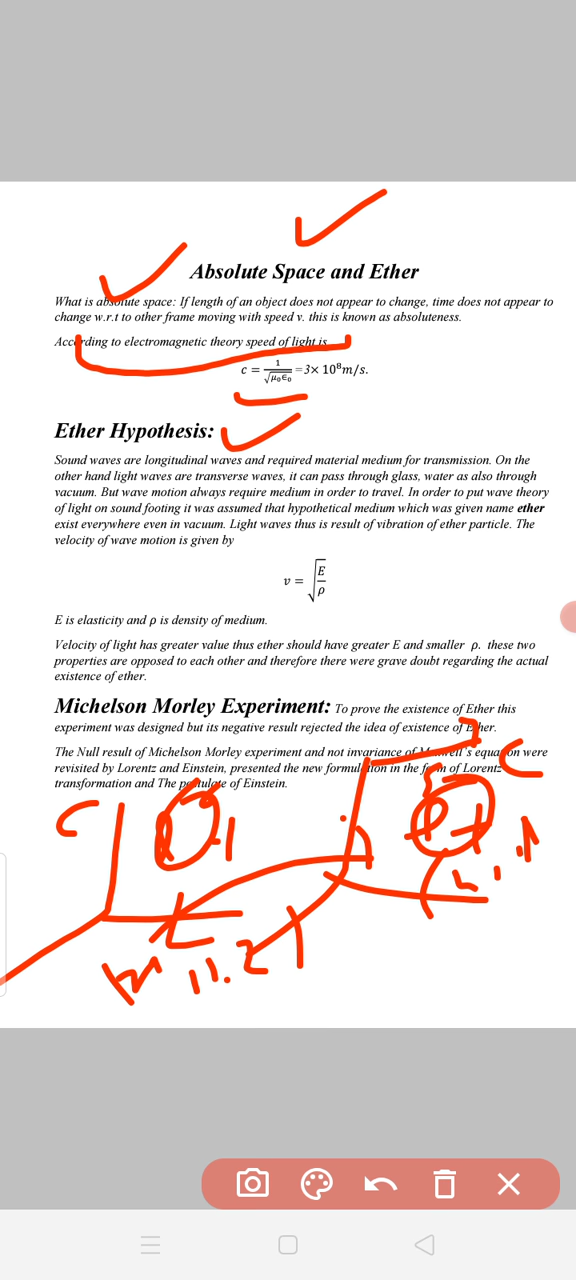 Absolute Space and Ether
What is absolute space: If length of an object does not appear to change, time does not appear to
change w.r.t to other frame moving with speed v. this is known as absoluteness.
According to electromagnetic theory speed of light is
c = 1/√μ₀∈₀ =3× 10⁸m/s.
Ether Hypothesis:
Sound waves are longitudinal waves and required material medium for transmission. On the
other hand light waves are transverse waves, it can pass through glass, water as also through
vacuum. But wave motion always require medium in order to travel. In order to put wave theory
of light on sound footing it was assumed that hypothetical medium which was given name ether
exist everywhere even in vacuum. Light waves thus is result of vibration of ether particle. The
velocity of wave motion is given by
v = √E/ρ
E is elasticity and ρ is density of medium.
Velocity of light has greater value thus ether should have greater E and smaller ρ. these two
properties are opposed to each other and therefore there were grave doubt regarding the actual
existence of ether.
Michelson Morley Experiment: To prove the existence of Ether this
experiment was designed but its negative result rejected the idea of existence of Ether.
The Null result of Michelson Morley experiment and not invariance of Maxwell's equation were
revisited by Lorentz and Einstein, presented the new formulation in the form of Lorentz
transformation and The postulate of Einstein.